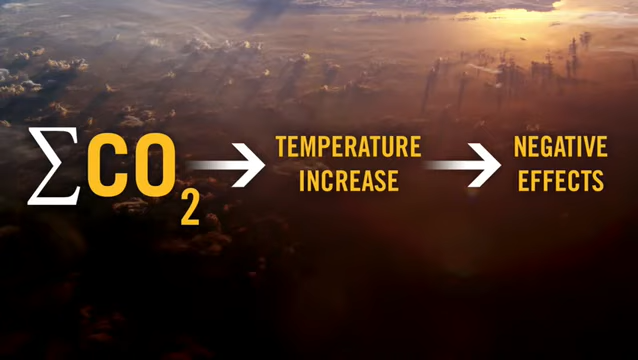 ∑CO₂ → TEMPERATURE INCREASE → NEGATIVE EFFECTS